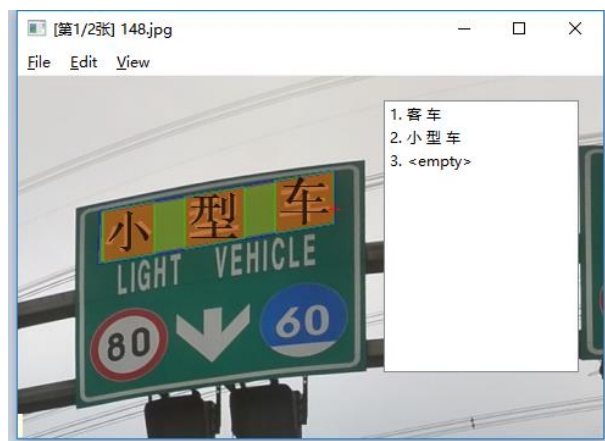 [第1/2张] 148.jpg
File Edit View
1. 客 车
2. 小 型 车
3. <empty>
小 型 车
LIGHT VEHICLE
80 60